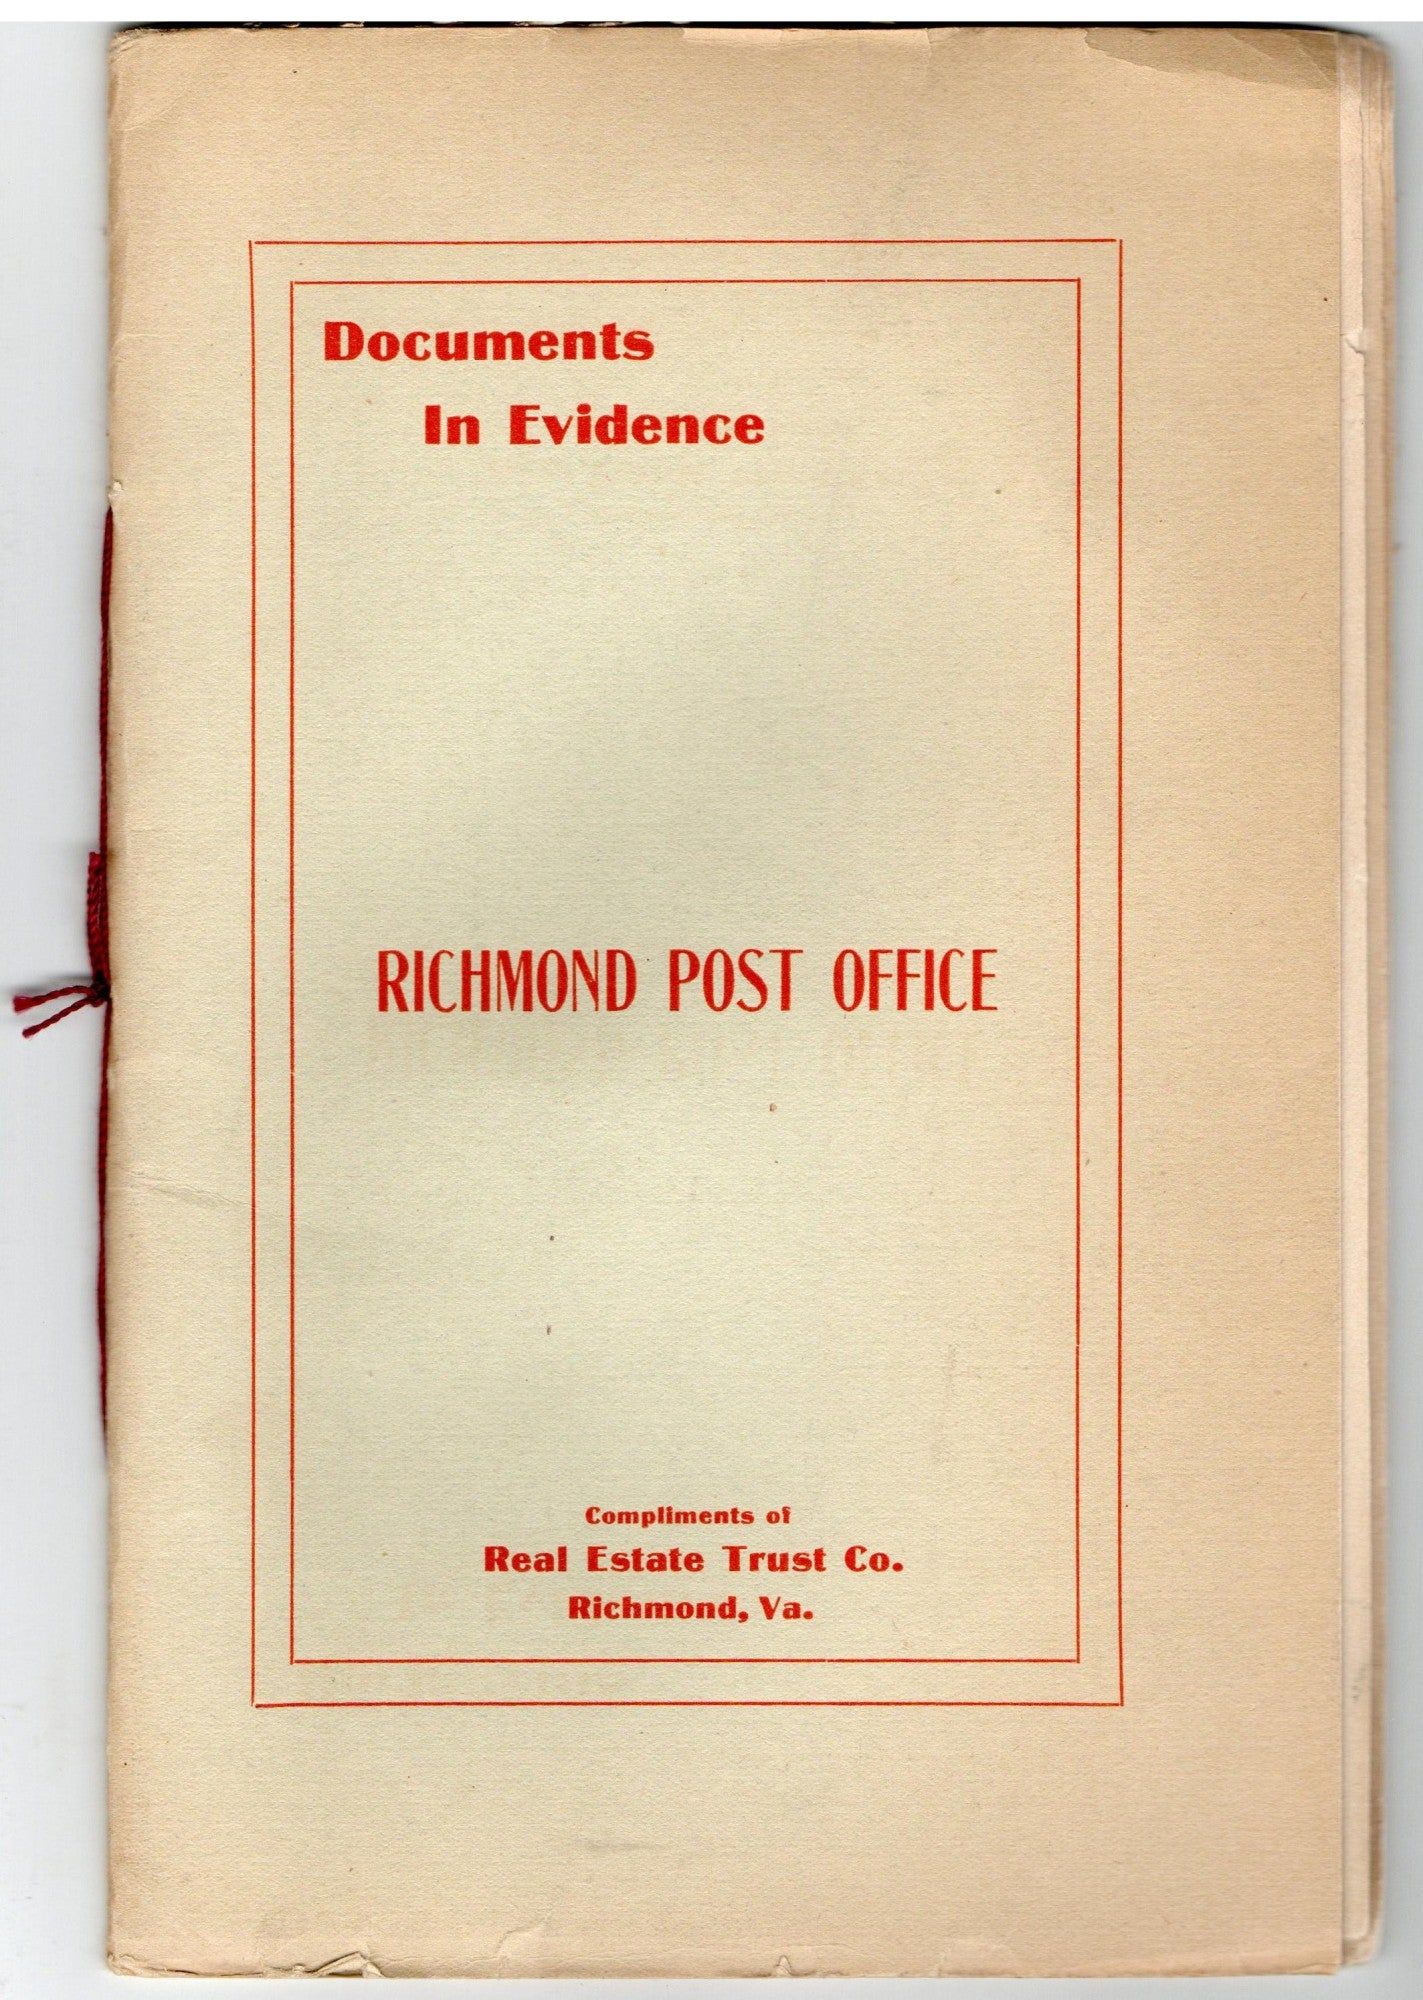 Documents
In Evidence
RICHMOND POST OFFICE
Compliments of
Real Estate Trust Co.
Richmond, Va.